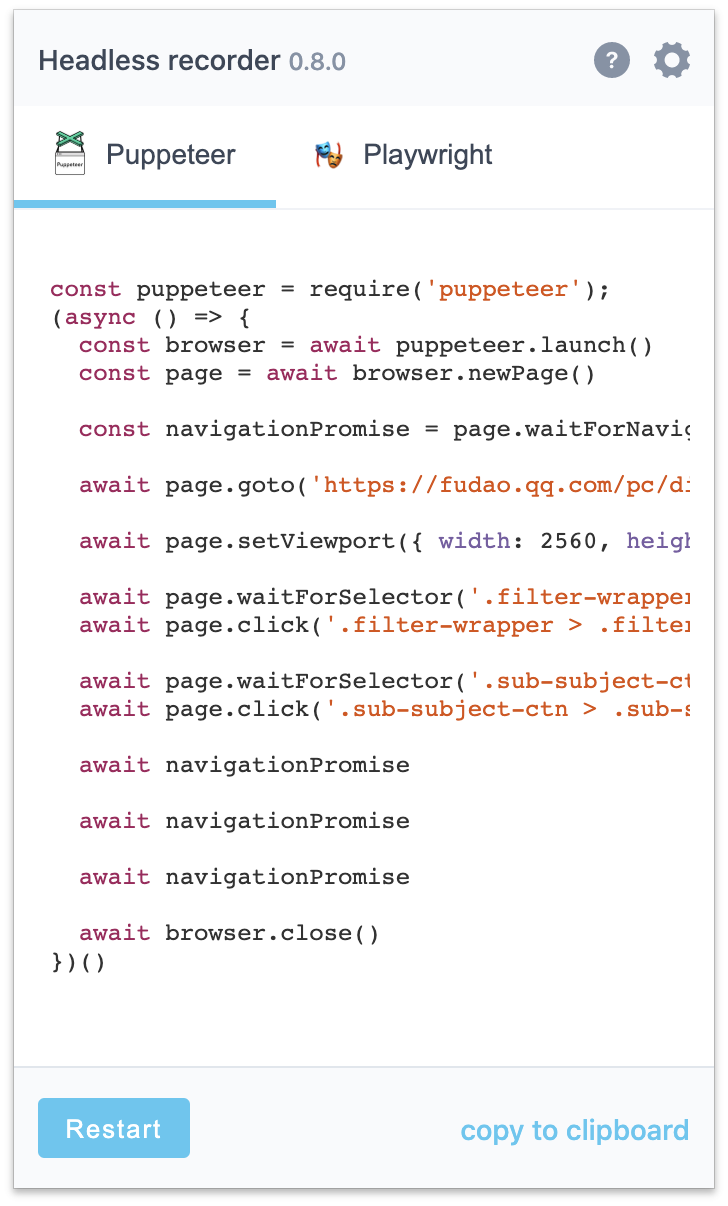 Headless recorder 0.8.0 ?
Puppeteer Puppeteer Playwright
const puppeteer = require('puppeteer');
(async () => {
  const browser = await puppeteer.launch()
  const page = await browser.newPage()
  const navigationPromise = page.waitForNavig
  await page.goto('https://fudao.qq.com/pc/di
  await page.setViewport({ width: 2560, heigh
  await page.waitForSelector('.filter-wrapper
  await page.click('.filter-wrapper > .filter
  await page.waitForSelector('.sub-subject-ct
  await page.click('.sub-subject-ctn > .sub-s
  await navigationPromise
  await navigationPromise
  await navigationPromise
  await browser.close()
})()
Restart copy to clipboard